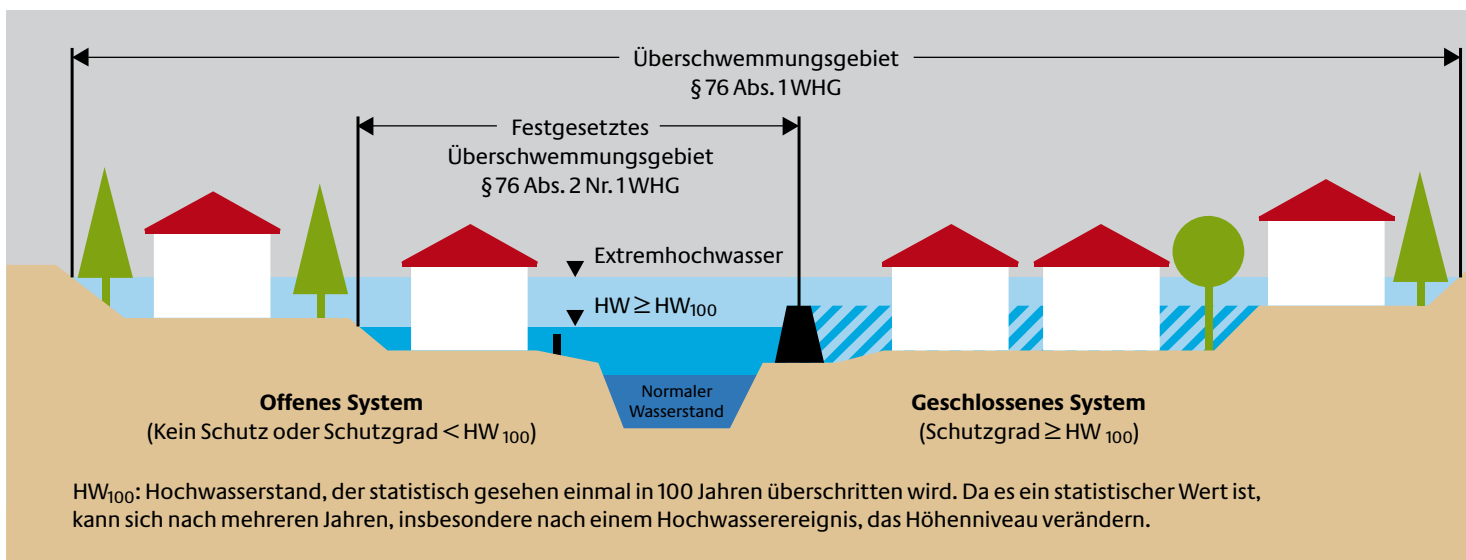 Überschwemmungsgebiet
§ 76 Abs. 1 WHG
Festgesetztes
Überschwemmungsgebiet
§ 76 Abs. 2 Nr. 1 WHG
Extremhochwasser
HW ≥ HW100
Normaler
Wasserstand
Offenes System
(Kein Schutz oder Schutzgrad < HW 100)
Geschlossenes System
(Schutzgrad ≥ HW 100)
HW100: Hochwasserstand, der statistisch gesehen einmal in 100 Jahren überschritten wird. Da es ein statistischer Wert ist,
kann sich nach mehreren Jahren, insbesondere nach einem Hochwasserereignis, das Höhenniveau verändern.